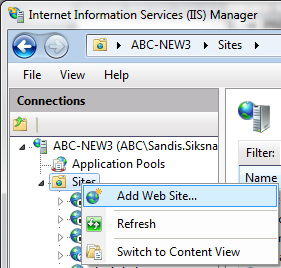 Internet Information Services (IIS) Manager
ABC-NEW3 Sites
File View Help
Connections
ABC-NEW3 (ABC\Sandis.Siksna
Application Pools
Sites
Filter:
Name
Add Web Site...
Refresh
Switch to Content View